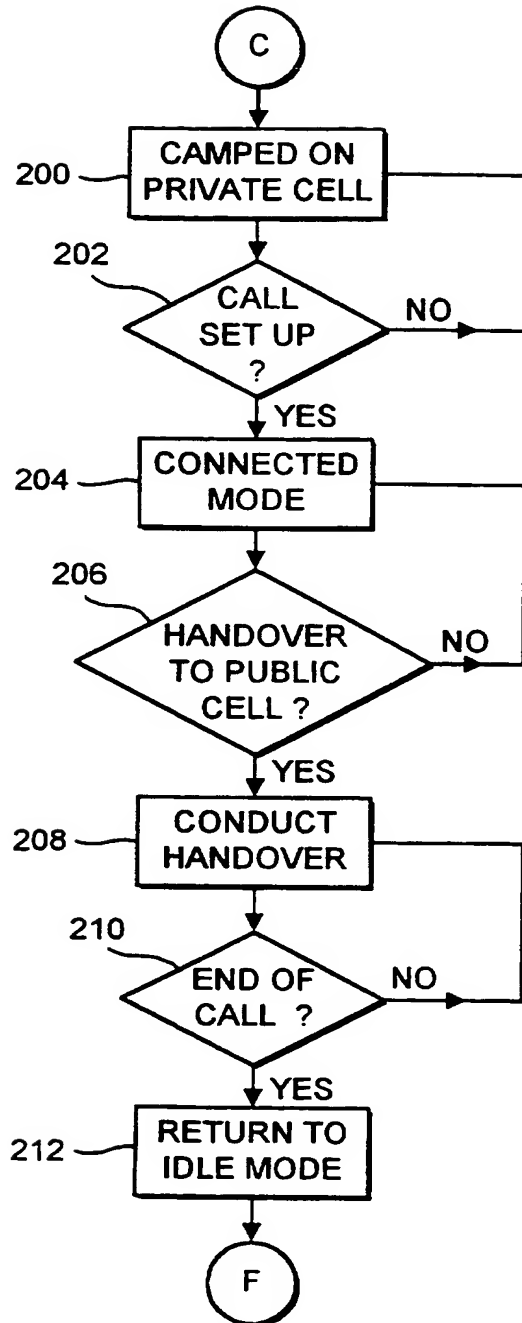 C
CAMPED ON
PRIVATE CELL
200
202
CALL
SET UP
?
NO
YES
CONNECTED
MODE
204
206
HANDOVER
TO PUBLIC
CELL ?
NO
YES
CONDUCT
HANDOVER
208
210
END OF
CALL ?
NO
YES
RETURN TO
IDLE MODE
212
F